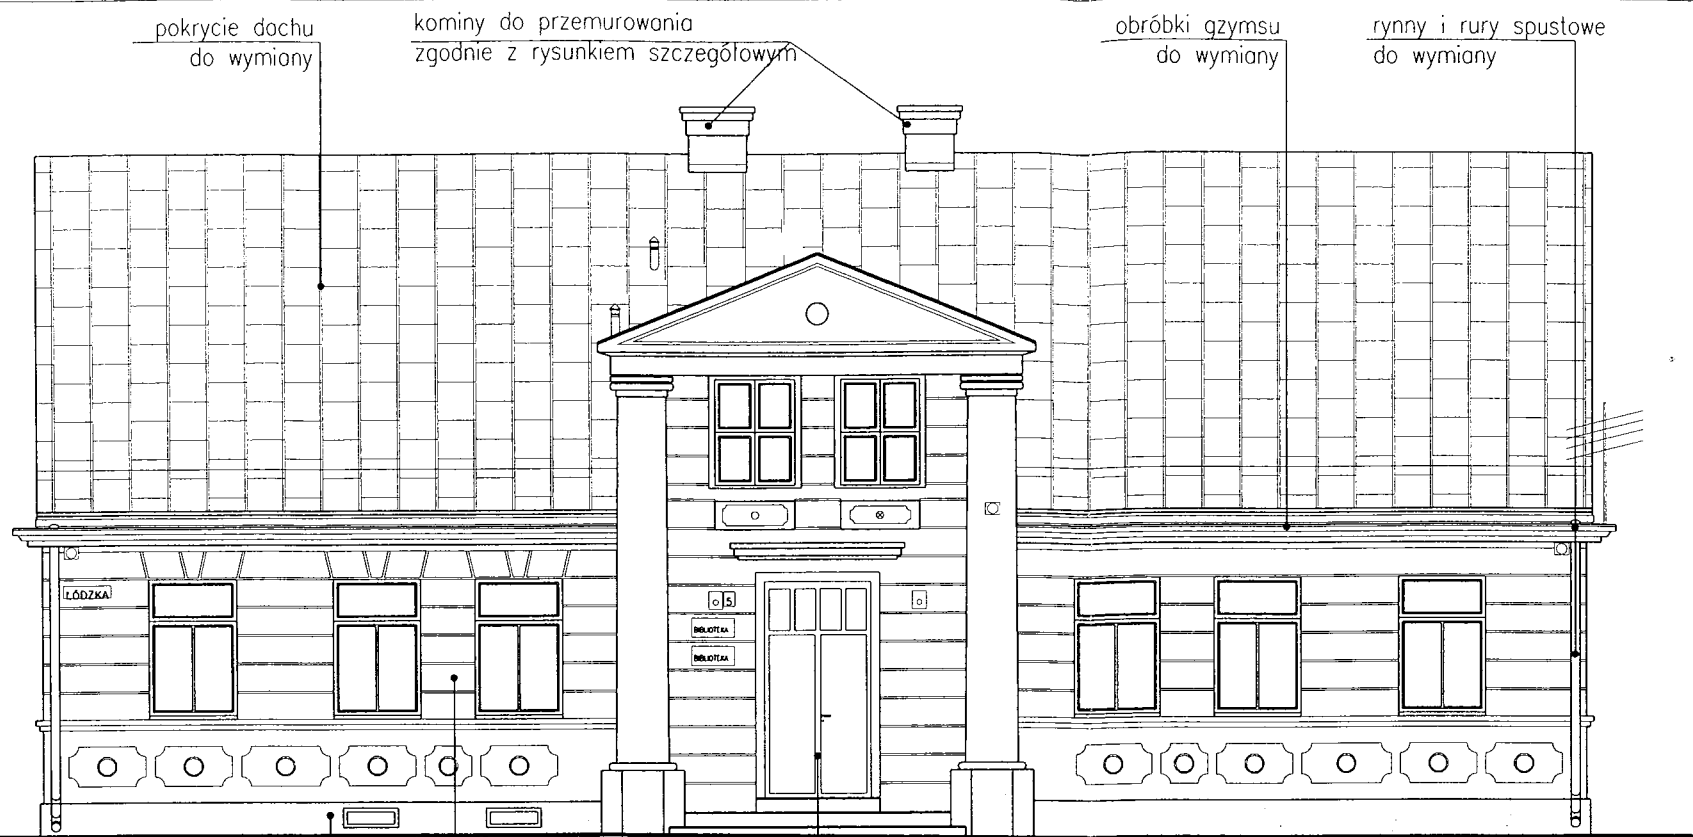 pokrycie dachu
do wymiany
kominy do przemurowania
zgodnie z rysunkiem szczegółowym
obróbki gzymsu
do wymiany
rynny i rury spustowe
do wymiany
ŁÓDZKA
5
BIBLIOTEKA
BIBLIOTEKA